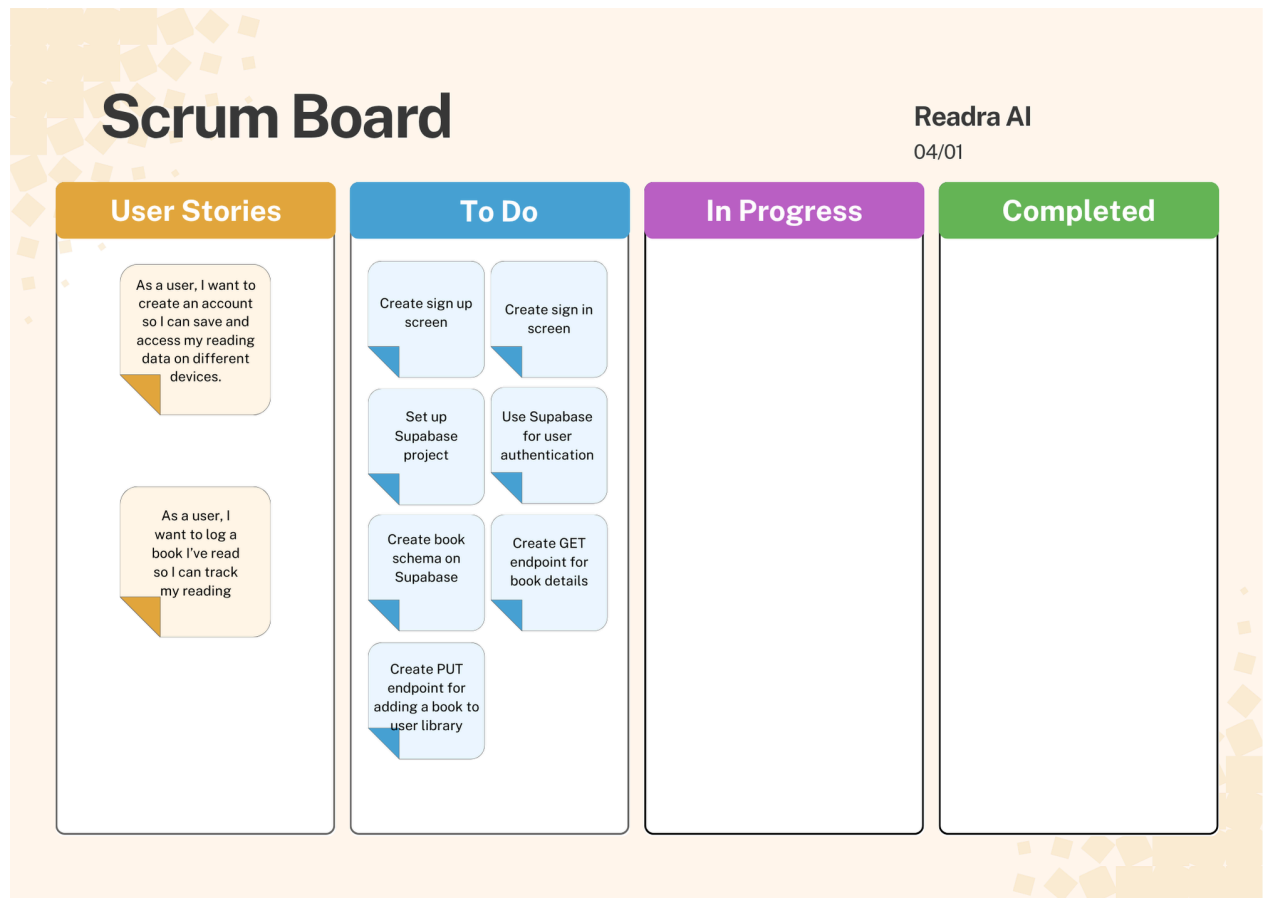 Scrum Board
Readra AI
04/01
User Stories
To Do
In Progress
Completed
As a user, I want to
create an account
so I can save and
access my reading
data on different
devices.
As a user, I
want to log a
book I've read
so I can track
my reading
Create sign up
screen
Create sign in
screen
Set up
Supabase
project
Use Supabase
for user
authentication
Create book
schema on
Supabase
Create GET
endpoint for
book details
Create PUT
endpoint for
adding a book to
user library